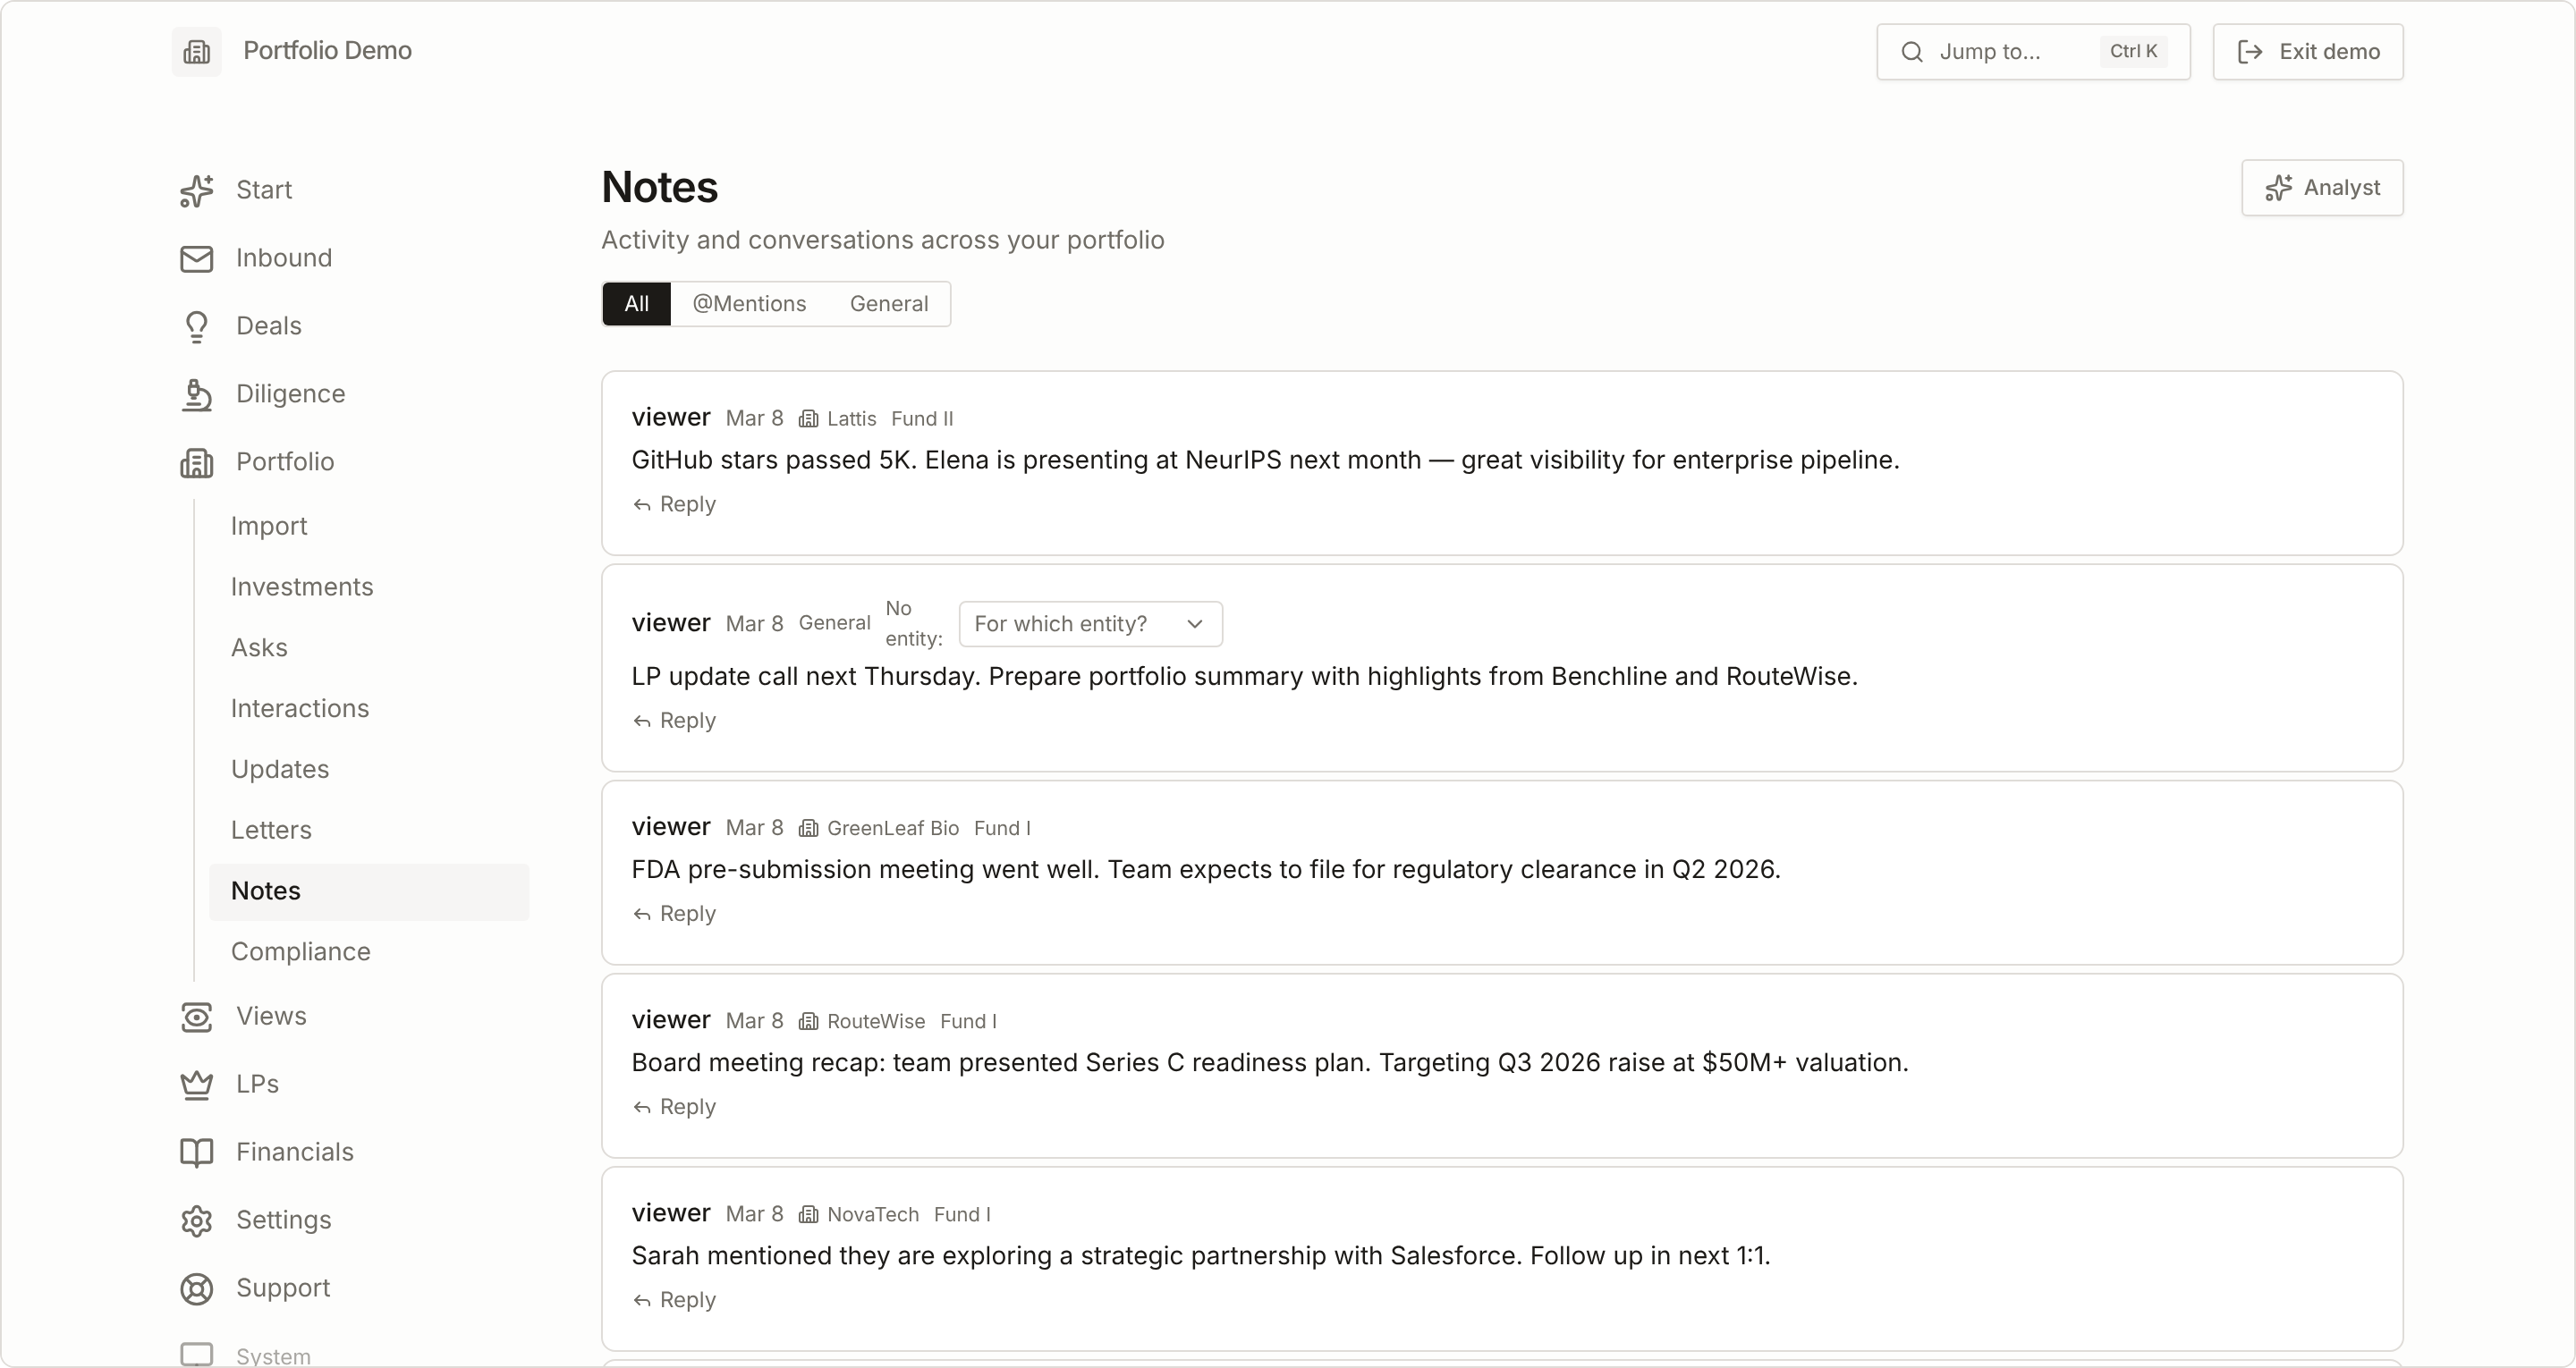 Portfolio Demo
Jump to...
Ctrl K
Exit demo
Start
Inbound
Deals
Diligence
Portfolio
Import
Investments
Asks
Interactions
Updates
Letters
Notes
Compliance
Views
LPs
Financials
Settings
Support
System
Notes
Analyst
Activity and conversations across your portfolio
All @Mentions General
viewer Mar 8 Lattis Fund II
GitHub stars passed 5K. Elena is presenting at NeurIPS next month — great visibility for enterprise pipeline.
Reply
viewer Mar 8 General No entity: For which entity?
LP update call next Thursday. Prepare portfolio summary with highlights from Benchline and RouteWise.
Reply
viewer Mar 8 GreenLeaf Bio Fund I
FDA pre-submission meeting went well. Team expects to file for regulatory clearance in Q2 2026.
Reply
viewer Mar 8 RouteWise Fund I
Board meeting recap: team presented Series C readiness plan. Targeting Q3 2026 raise at $50M+ valuation.
Reply
viewer Mar 8 NovaTech Fund I
Sarah mentioned they are exploring a strategic partnership with Salesforce. Follow up in next 1:1.
Reply